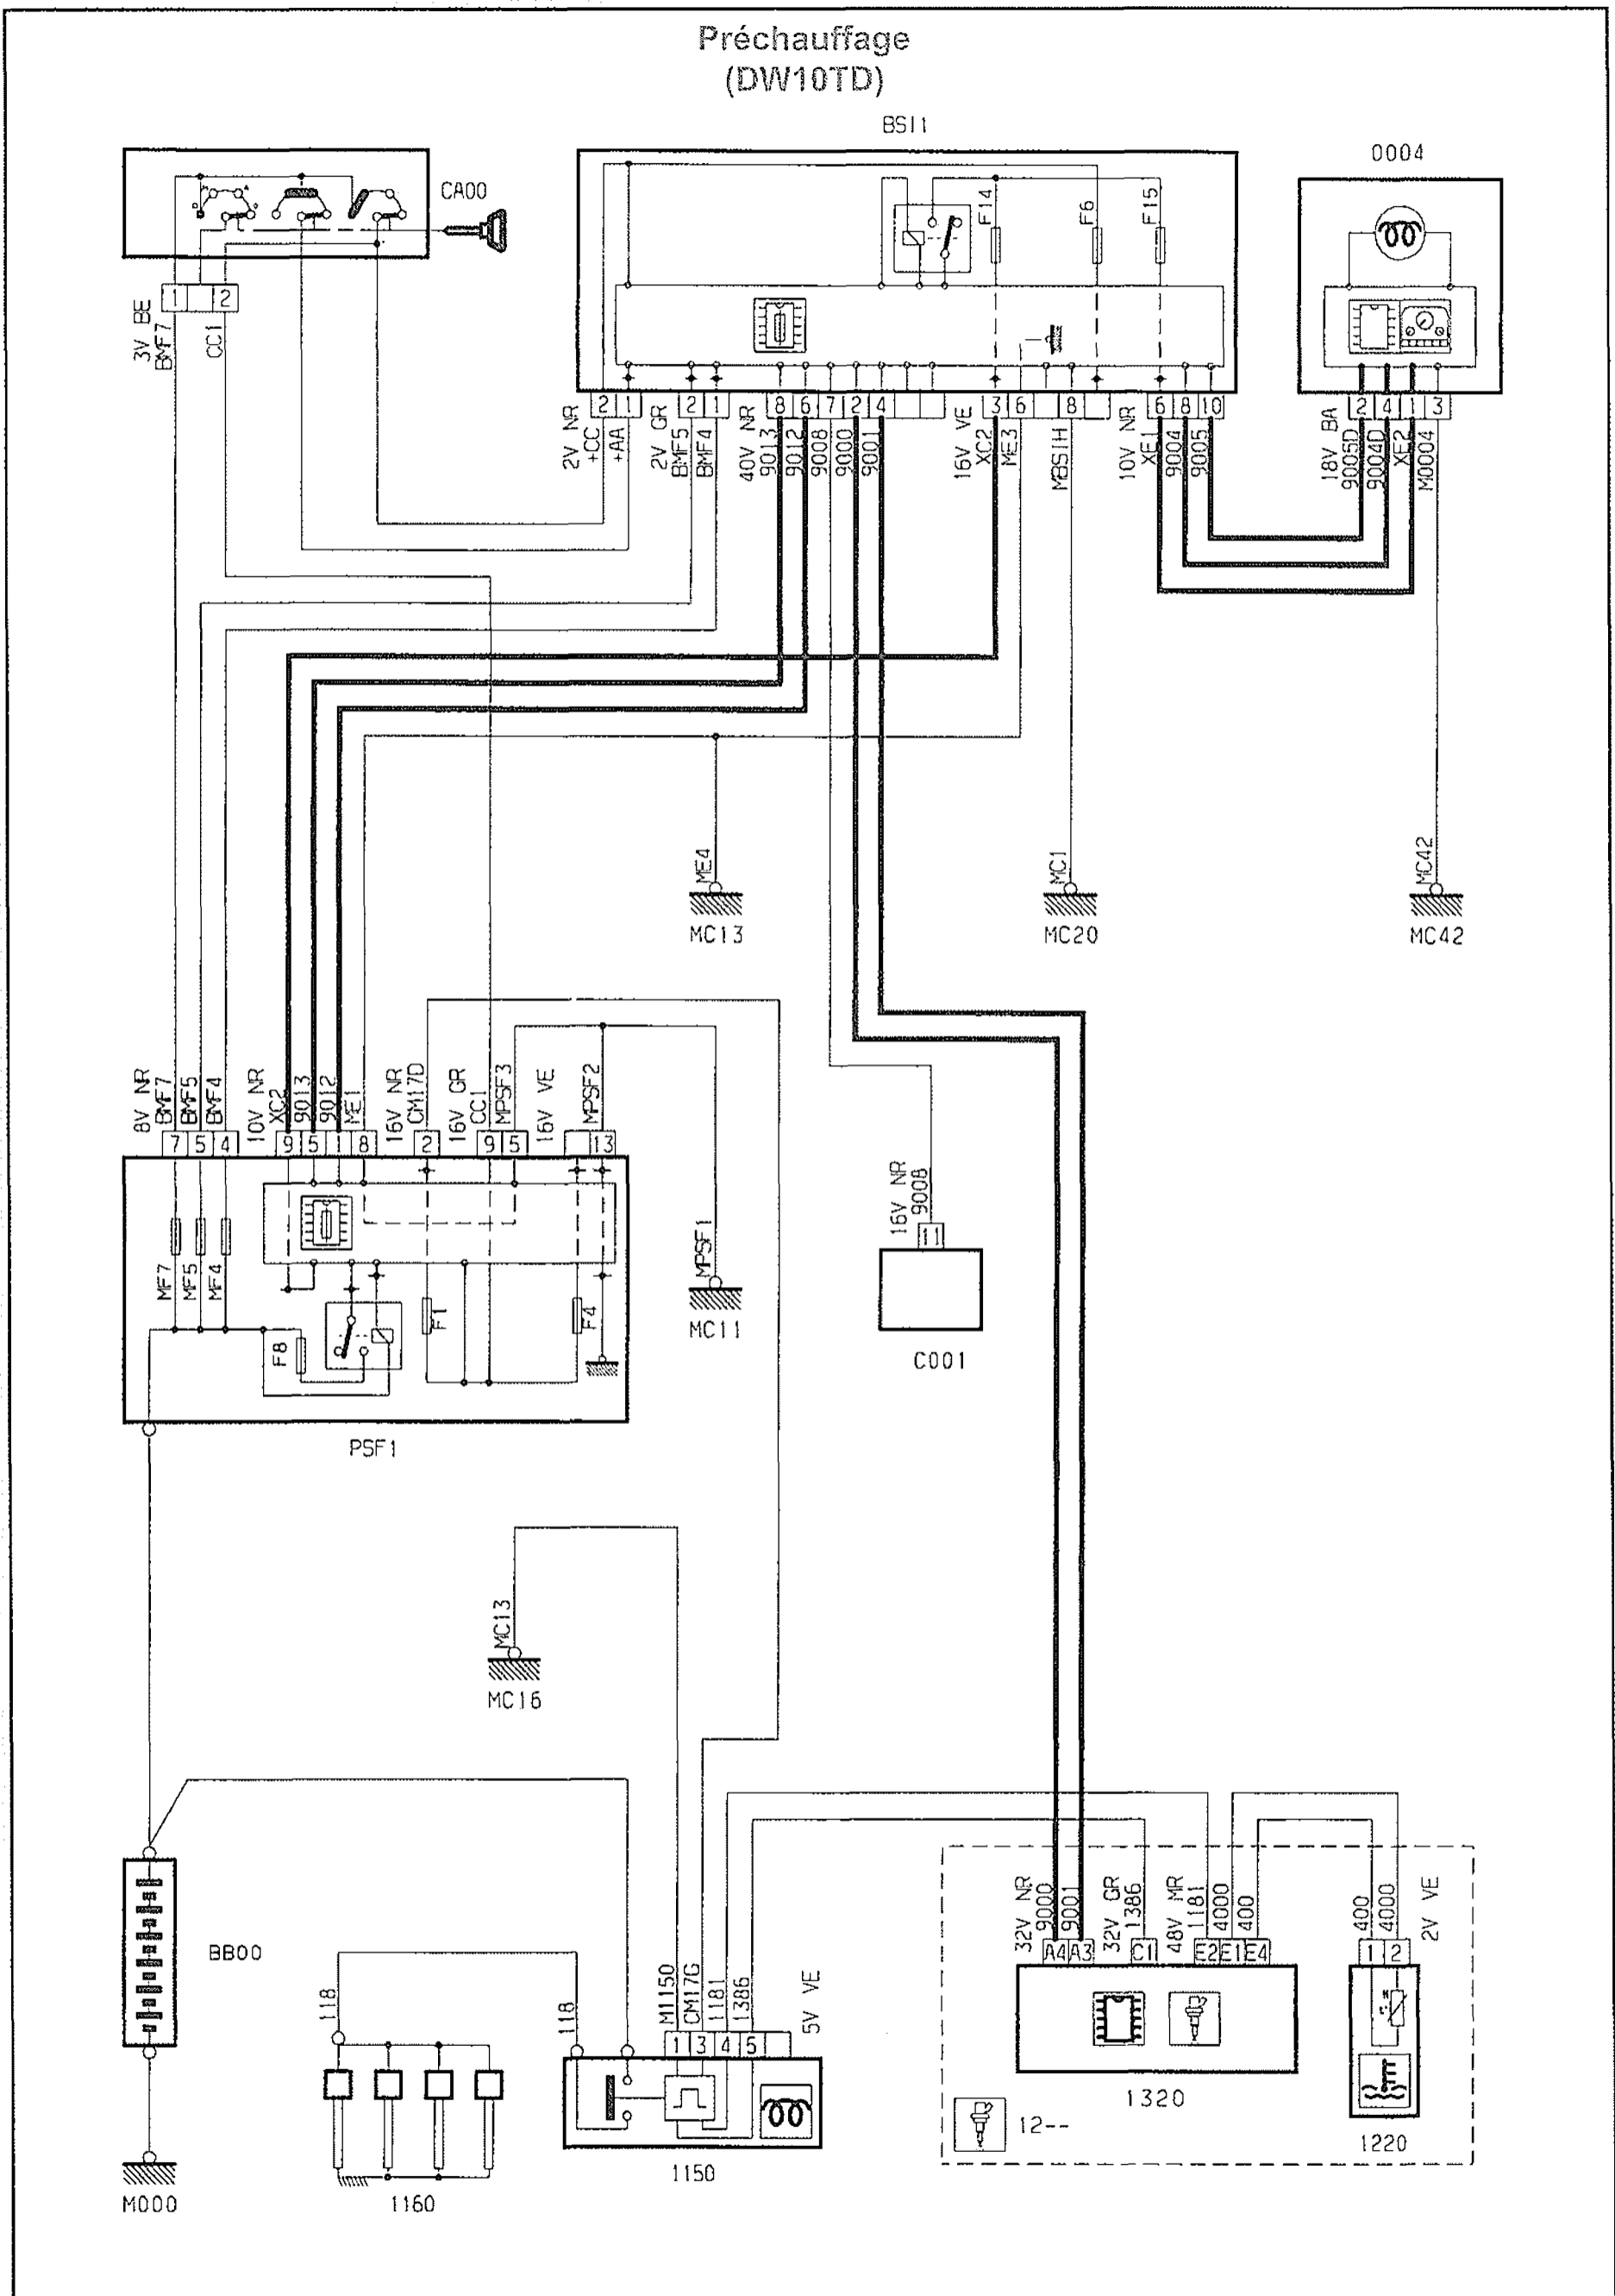 Préchauffage
(DW10TD)
BSI1
0004
CA00
F14
F6
F15
1 2
3V BE
BMF7
CC1
2 1
2 1
8 6 7 2 4
3 6 8
6 8 10
2 4 1 3
2V NR
+CC
+AA
2V GR
BMF5
BMF4
40V NR
9013
9012
9008
9000
9001
16V VE
XC2
ME3
MBSIH
10V NR
XE1
9004
9005
18V BA
9005D
9004D
XE2
M0004
ME4
MC13
MC1
MC20
MC42
MC42
8V NR
BMF7
BMF5
BMF4
10V NR
XC2
9013
9012
ME1
16V NR
CM17D
16V GR
CC1
MPSF3
16V VE
MPSF2
7 5 4
9 5 8
2
9 5
13
MF7
MF5
MF4
F8
F1
F4
PSF1
MPSF1
MC11
16V NR
9008
11
C001
MC13
MC16
BB00
M000
118
1160
118
M1150
CM17G
1181
1386
5V VE
1 3 4 5
1150
32V NR
9000
9001
32V GR
1386
48V MR
1181
4000
400
A4 A3
C1
E2 E1 E4
1320
12--
400
4000
2V VE
1 2
1220